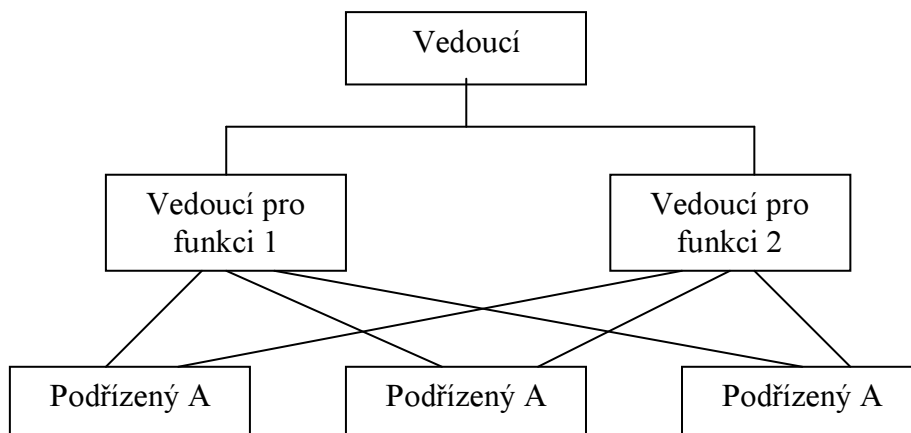 Vedoucí
Vedoucí pro
funkci 1
Vedoucí pro
funkci 2
Podřízený A
Podřízený A
Podřízený A